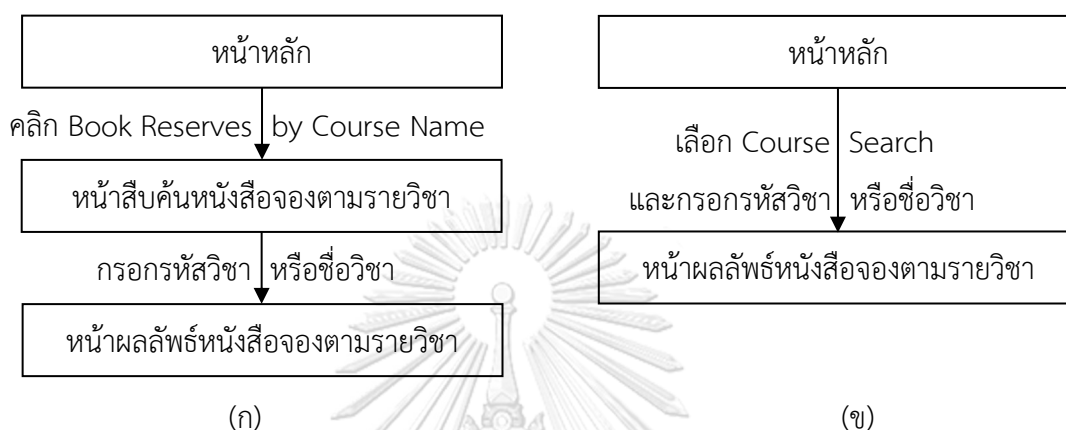 หน้าหลัก
คลิก Book Reserves by Course Name
หน้าสืบค้นหนังสือจองตามรายวิชา
กรอกรหัสวิชา หรือชื่อวิชา
หน้าผลลัพธ์หนังสือจองตามรายวิชา
(ก)
หน้าหลัก
เลือก Course Search
และกรอกรหัสวิชา หรือชื่อวิชา
หน้าผลลัพธ์หนังสือจองตามรายวิชา
(ข)